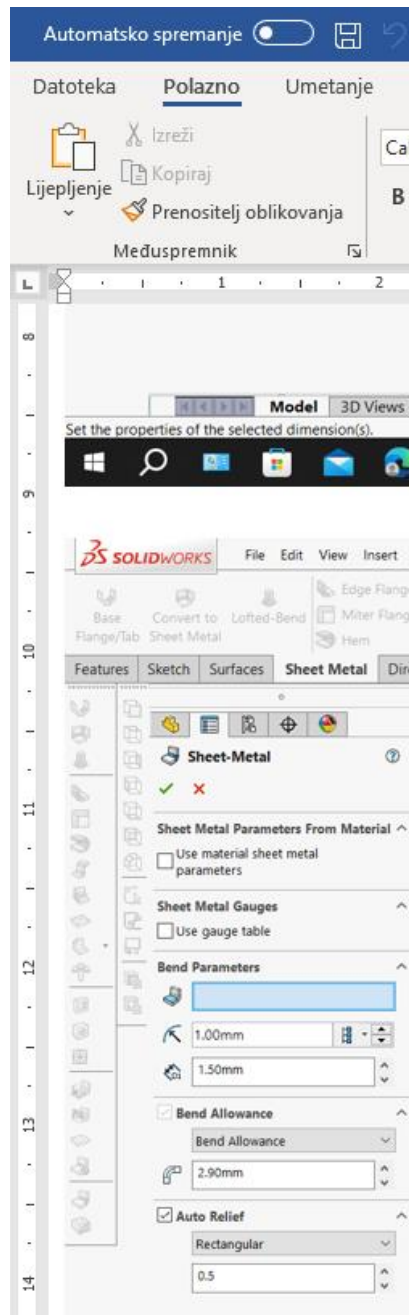 Automatsko spremanje
Datoteka Polazno Umetanje
Izreži
Ca
Kopiraj
Lijepljenje
B
Prenositelj oblikovanja
Međuspremnik
L
1 2
8
Model 3D Views
Set the properties of the selected dimension(s).
9
SOLIDWORKS File Edit View Insert
Edge Flang
Base Convert to Lofted-Bend Miter Flang
Flange/Tab Sheet Metal Hem
10
Features Sketch Surfaces Sheet Metal Dir
Sheet-Metal
11
Sheet Metal Parameters From Material
Use material sheet metal
parameters
Sheet Metal Gauges
Use gauge table
12
Bend Parameters
1.00mm
1.50mm
13
Bend Allowance
Bend Allowance
2.90mm
Auto Relief
Rectangular
14
0.5